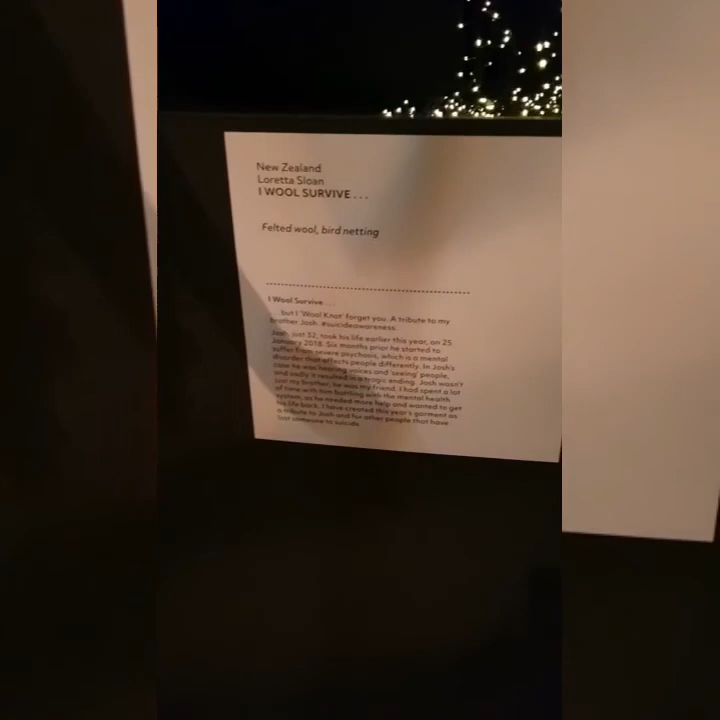 New Zealand
Loretta Sloan
I WOOL SURVIVE...
Felted wool, bird netting
I Wool Survive...
but I 'Wool Knot' forget you. A tribute to my
brother Josh. #suicideawareness
Josh, just 32, took his life earlier this year, on 25
January 2018. Six months prior he started to
suffer from severe psychosis, which is a mental
disorder that affects people differently. In Josh's
case he was hearing voices and 'seeing' people,
and sadly it resulted in a tragic ending. Josh wasn't
just my brother, he was my friend. I had spent a lot
of time with him battling with the mental health
system, as he needed more help and wanted to get
his life back. I have created this year's garment as
a tribute to Josh and for other people that have
lost someone to suicide.